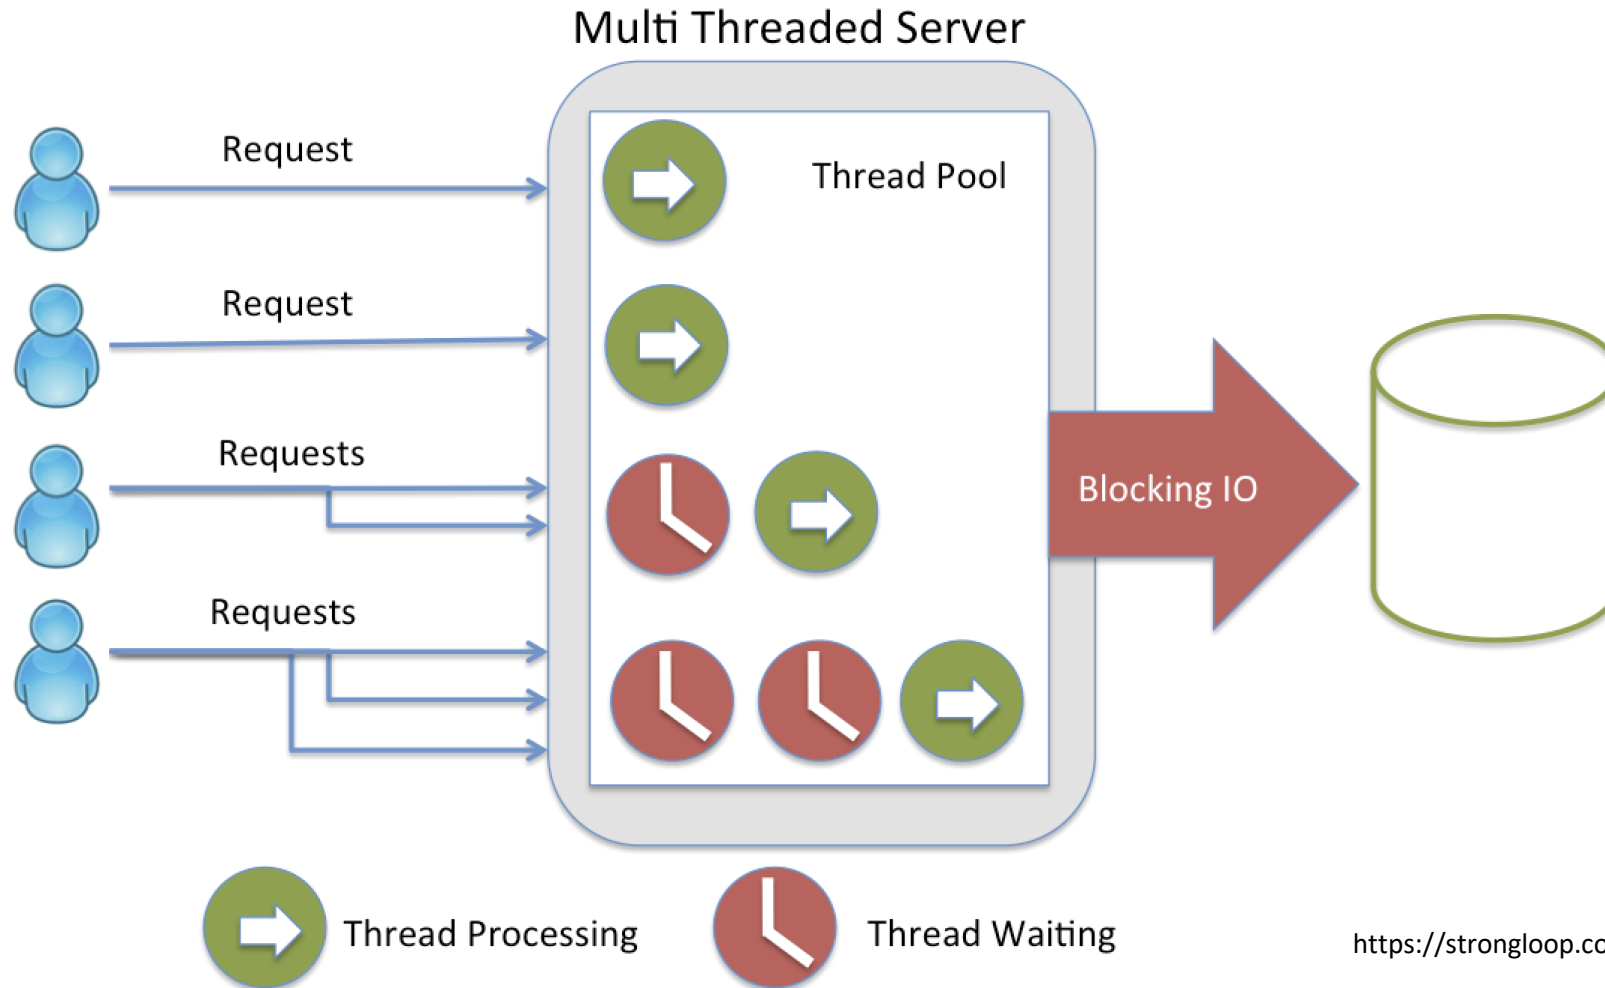 Multi Threaded Server
Request
Thread Pool
Request
Requests
Blocking IO
Requests
Thread Processing
Thread Waiting
https://strongloop.co